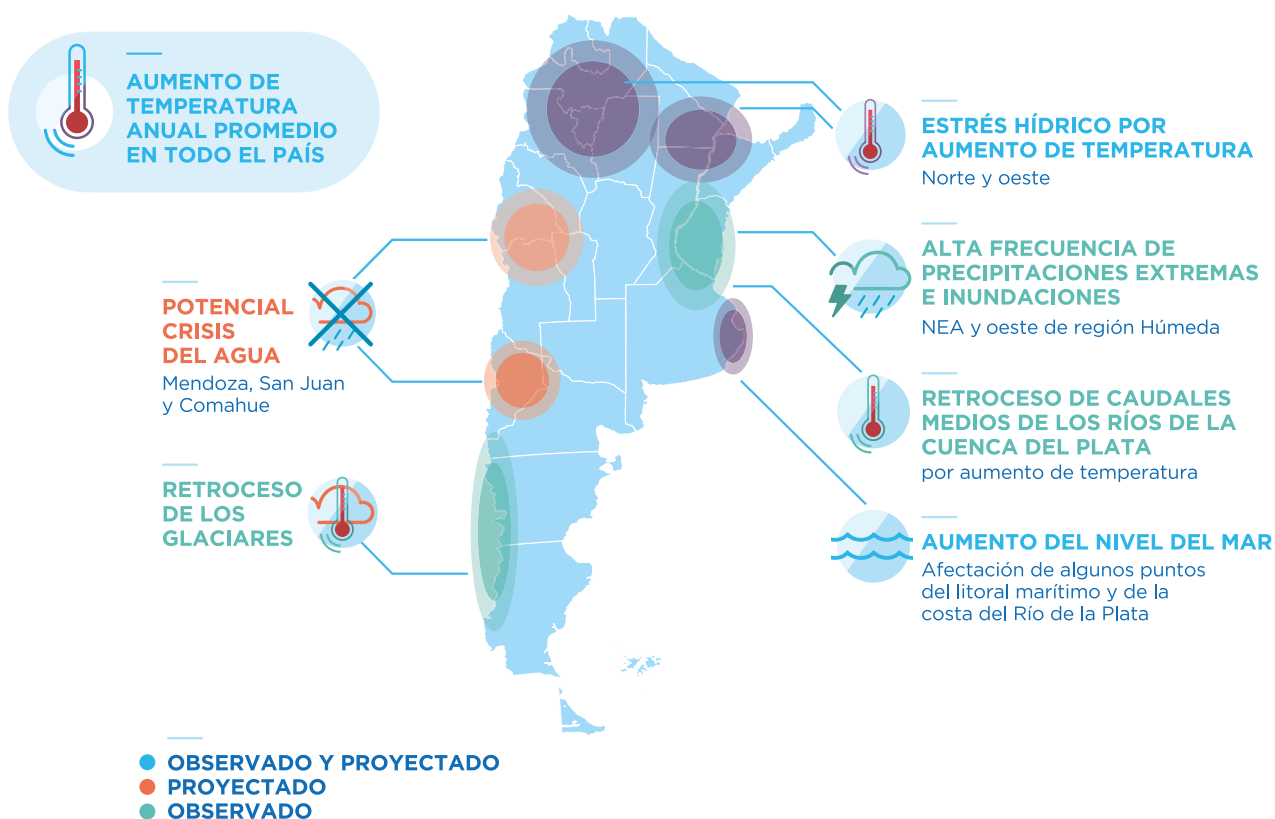 AUMENTO DE
TEMPERATURA
ANUAL PROMEDIO
EN TODO EL PAÍS
POTENCIAL
CRISIS
DEL AGUA
Mendoza, San Juan
y Comahue
RETROCESO
DE LOS
GLACIARES
ESTRÉS HÍDRICO POR
AUMENTO DE TEMPERATURA
Norte y oeste
ALTA FRECUENCIA DE
PRECIPITACIONES EXTREMAS
E INUNDACIONES
NEA y oeste de región Húmeda
RETROCESO DE CAUDALES
MEDIOS DE LOS RÍOS DE LA
CUENCA DEL PLATA
por aumento de temperatura
AUMENTO DEL NIVEL DEL MAR
Afectación de algunos puntos
del litoral marítimo y de la
costa del Río de la Plata
OBSERVADO Y PROYECTADO
PROYECTADO
OBSERVADO